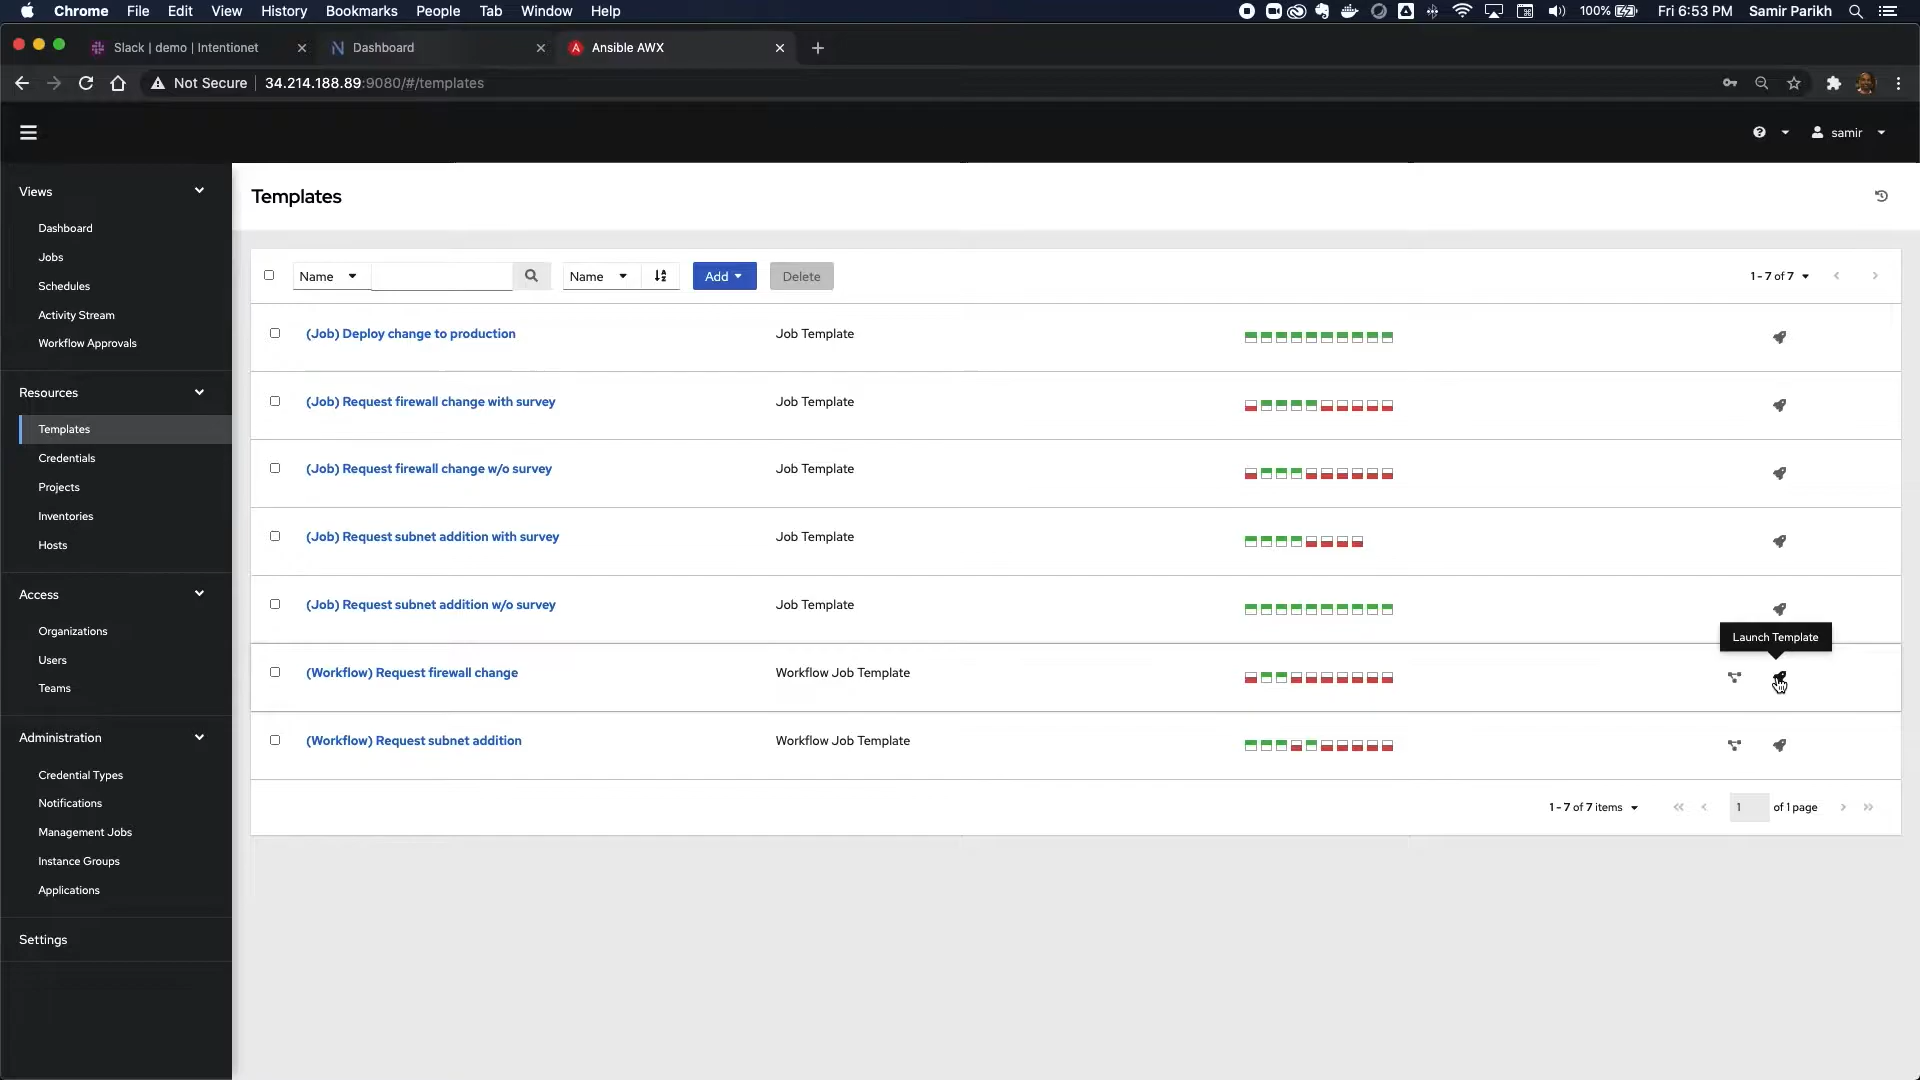 Chrome File Edit View History Bookmarks People Tab Window Help 100% Fri 6:53 PM Samir Parikh
Slack | demo | Intentionet Dashboard Ansible AWX
Not Secure 34.214.188.89:9080/#/templates
samir
Views
Dashboard
Jobs
Schedules
Activity Stream
Workflow Approvals
Resources
Templates
Credentials
Projects
Inventories
Hosts
Access
Organizations
Users
Teams
Administration
Credential Types
Notifications
Management Jobs
Instance Groups
Applications
Settings
Templates
Name Name Add Delete 1 - 7 of 7
(Job) Deploy change to production Job Template
(Job) Request firewall change with survey Job Template
(Job) Request firewall change w/o survey Job Template
(Job) Request subnet addition with survey Job Template
(Job) Request subnet addition w/o survey Job Template
Launch Template
(Workflow) Request firewall change Workflow Job Template
(Workflow) Request subnet addition Workflow Job Template
1 - 7 of 7 items 1 of 1 page